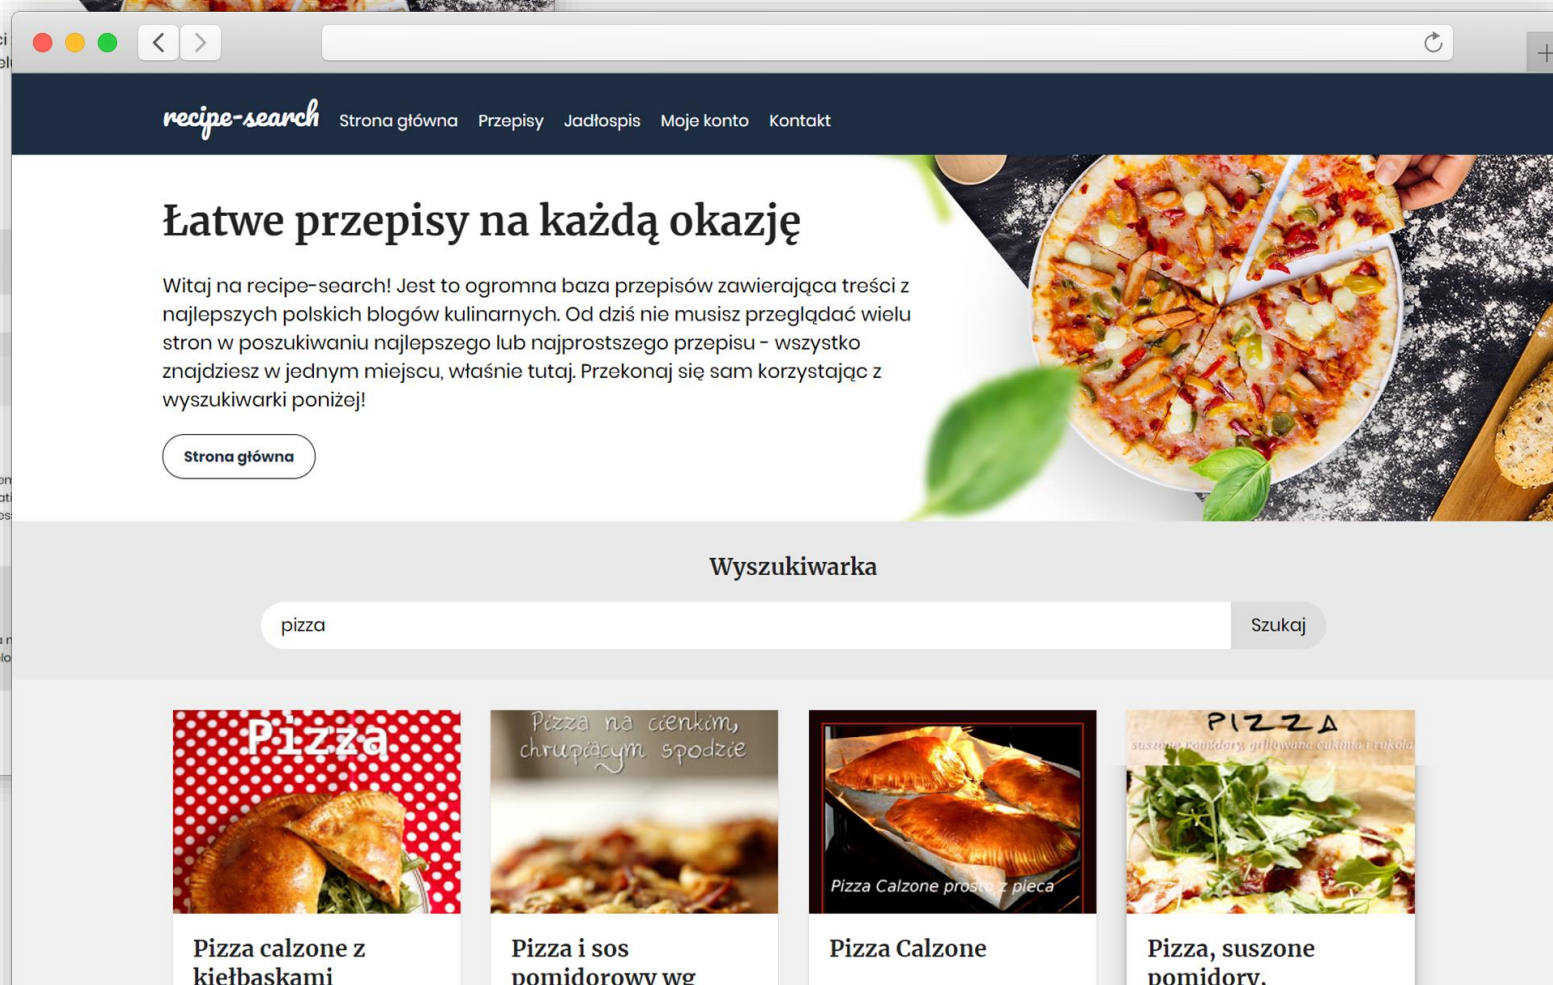 recipe-search Strona główna Przepisy Jadłospis Moje konto Kontakt
Łatwe przepisy na każdą okazję
Witaj na recipe-search! Jest to ogromna baza przepisów zawierająca treści z
najlepszych polskich blogów kulinarnych. Od dziś nie musisz przeglądać wielu
stron w poszukiwaniu najlepszego lub najprostszego przepisu - wszystko
znajdziesz w jednym miejscu, właśnie tutaj. Przekonaj się sam korzystając z
wyszukiwarki poniżej!
Strona główna
Wyszukiwarka
pizza Szukaj
Pizza
Pizza na cienkim,
chrupiącym spodzie
Pizza Calzone prosto z pieca
PIZZA
suszone pomidory, grillowana cukinia i rukola
Pizza calzone z
kiełbaskami
Pizza i sos
pomidorowy wg
Pizza Calzone
Pizza, suszone
pomidory,